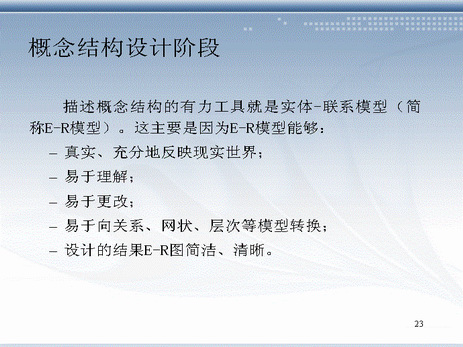 概念结构设计阶段
描述概念结构的有力工具就是实体-联系模型（简
称E-R模型）。这主要是因为E-R模型能够：
– 真实、充分地反映现实世界；
– 易于理解；
– 易于更改；
– 易于向关系、网状、层次等模型转换；
– 设计的结果E-R图简洁、清晰。
23